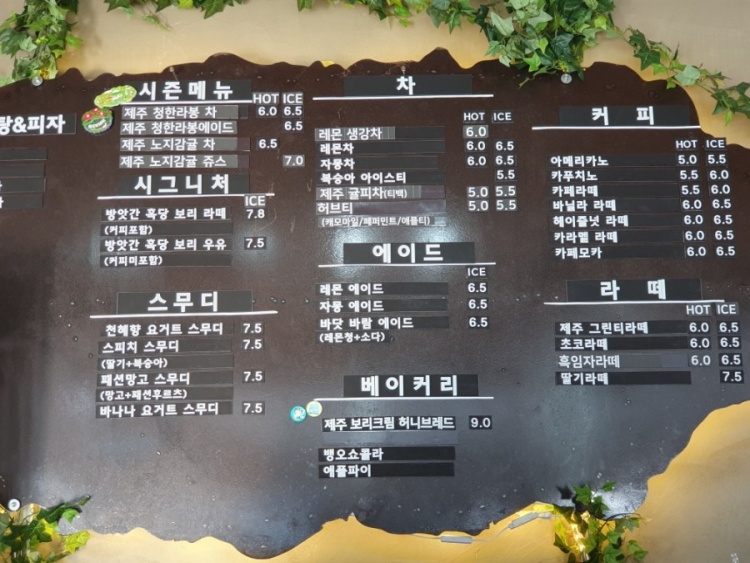 랑&피자
시즌메뉴
HOT ICE
제주 청한라봉 차 6.0 6.5
제주 청한라봉에이드 6.5
제주 노지감귤 차 6.5
제주 노지감귤 쥬스 7.0
시그니처
ICE
방앗간 흑당 보리 라떼 7.8
(커피포함)
방앗간 흑당 보리 우유 7.5
(커피미포함)
스무디
천혜향 요거트 스무디 7.5
스피치 스무디 7.5
(딸기+복숭아)
패션망고 스무디 7.5
(망고+패션후르츠)
바나나 요거트 스무디 7.5
차
HOT ICE
레몬 생강차 6.0
레몬차 6.0 6.5
자몽차 6.0 6.5
복숭아 아이스티 5.5
제주 귤피차(티백) 5.0 5.5
허브티 5.0 5.5
(캐모마일/페퍼민트/애플티)
에이드
ICE
레몬 에이드 6.5
자몽 에이드 6.5
바닷 바람 에이드 6.5
(레몬청+소다)
베이커리
제주 보리크림 허니브레드 9.0
뱅오쇼콜라
애플파이
커피
HOT ICE
아메리카노 5.0 5.5
카푸치노 5.5 6.0
카페라떼 5.5 6.0
바닐라 라떼 6.0 6.5
헤이즐넛 라떼 6.0 6.5
카라멜 라떼 6.0 6.5
카페모카 6.0 6.5
라떼
HOT ICE
제주 그린티라떼 6.0 6.5
초코라떼 6.0 6.5
흑임자라떼 6.0 6.5
딸기라떼 7.5